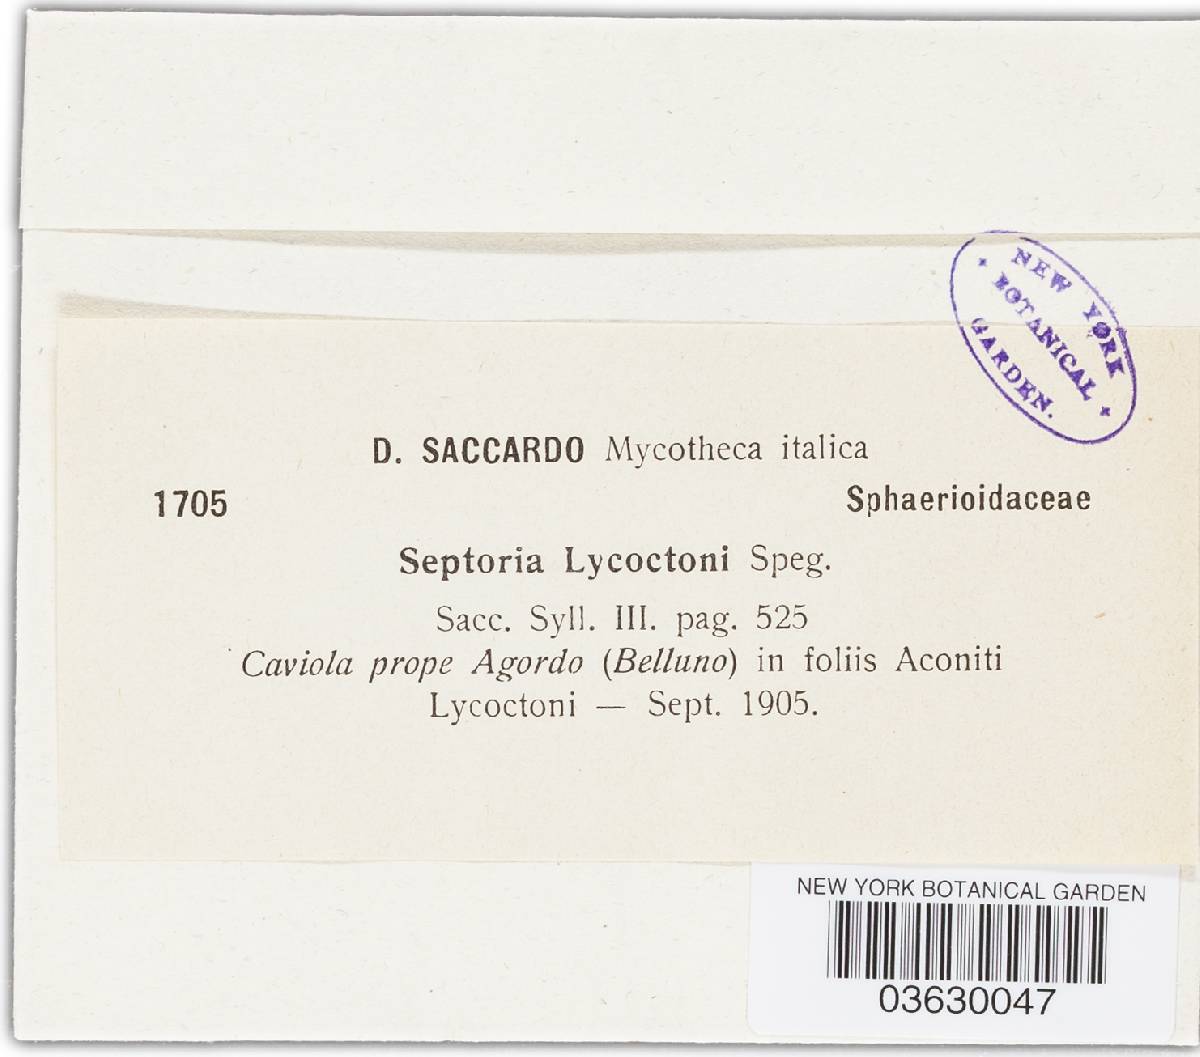 NEW YORK
BOTANICAL
GARDEN.
D. SACCARDO Mycotheca italica
1705 Sphaerioidaceae
Septoria Lycoctoni Speg.
Sacc. Syll. III. pag. 525
Caviola prope Agordo (Belluno) in foliis Aconiti
Lycoctoni — Sept. 1905.
NEW YORK BOTANICAL GARDEN
03630047